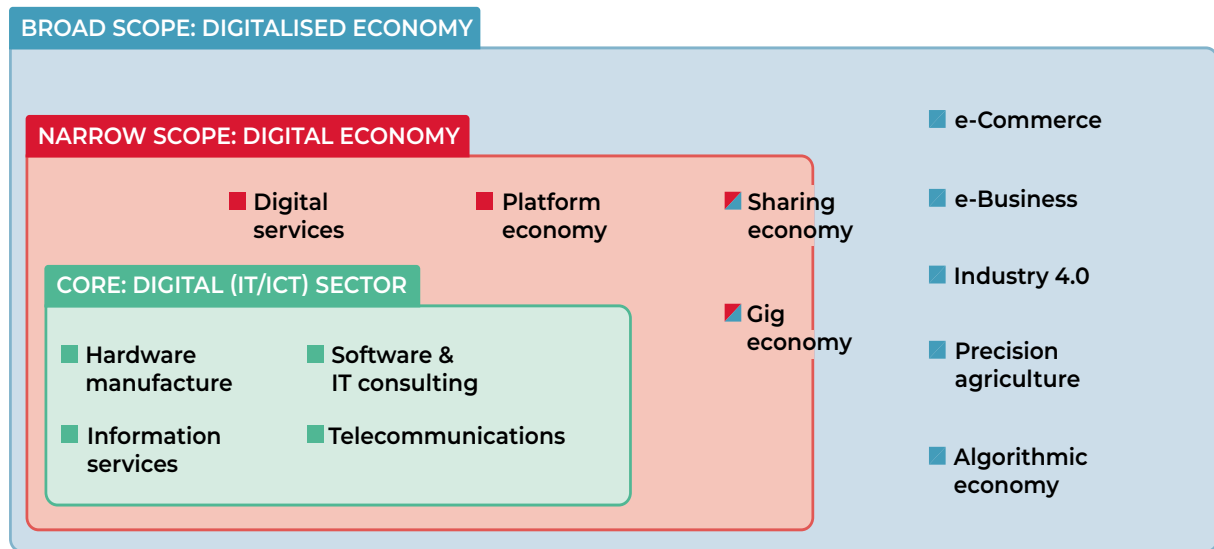 BROAD SCOPE: DIGITALISED ECONOMY
NARROW SCOPE: DIGITAL ECONOMY
Digital
services
Platform
economy
Sharing
economy
Gig
economy
CORE: DIGITAL (IT/ICT) SECTOR
Hardware
manufacture
Software &
IT consulting
Information
services
Telecommunications
e-Commerce
e-Business
Industry 4.0
Precision
agriculture
Algorithmic
economy